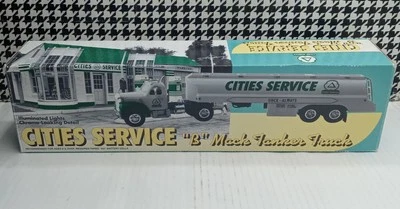 CITIES SERVICE
CITIES SERVICE
Illuminated Lights
Chrome-Looking Detail
CITIES SERVICE "B" Mack Tanker Truck